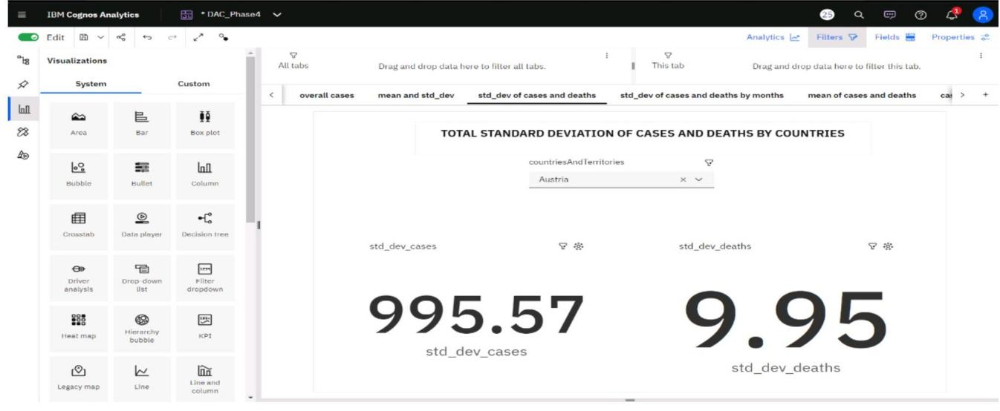 IBM Cognos Analytics
* DAC_Phase4
25
1
Edit
Analytics
Filters
Fields
Properties
Visualizations
System
Custom
Area
Bar
Box plot
Bubble
Bullet
Column
Crosstab
Data player
Decision tree
Driver
analysis
Drop-down
list
Filter
dropdown
Heat map
Hierarchy
bubble
KPI
Legacy map
Line
Line and
column
All tabs
Drag and drop data here to filter all tabs.
This tab
Drag and drop data here to filter this tab.
overall cases
mean and std_dev
std_dev of cases and deaths
std_dev of cases and deaths by months
mean of cases and deaths
TOTAL STANDARD DEVIATION OF CASES AND DEATHS BY COUNTRIES
countriesAndTerritories
Austria
std_dev_cases
995.57
std_dev_cases
std_dev_deaths
9.95
std_dev_deaths